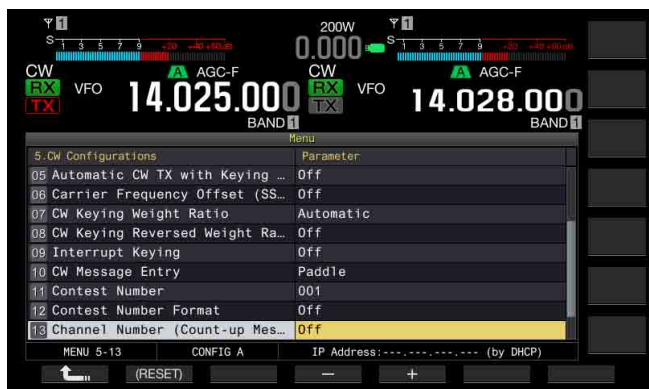 1 200W 1
S 1 3 5 7 9 +20 +40 +60dB 0.000 S 1 3 5 7 9 +20 +40 +60dB
CW A AGC-F CW A AGC-F
RX VFO 14.025.000 RX VFO 14.028.000
TX TX
BAND 1 BAND 1
Menu
5.CW Configurations Parameter
05 Automatic CW TX with Keying … Off
06 Carrier Frequency Offset (SS… Off
07 CW Keying Weight Ratio Automatic
08 CW Keying Reversed Weight Ra… Off
09 Interrupt Keying Off
10 CW Message Entry Paddle
11 Contest Number 001
12 Contest Number Format Off
13 Channel Number (Count-up Mes… Off
MENU 5-13 CONFIG A IP Address:---.---.---.--- (by DHCP)
(RESET) − +